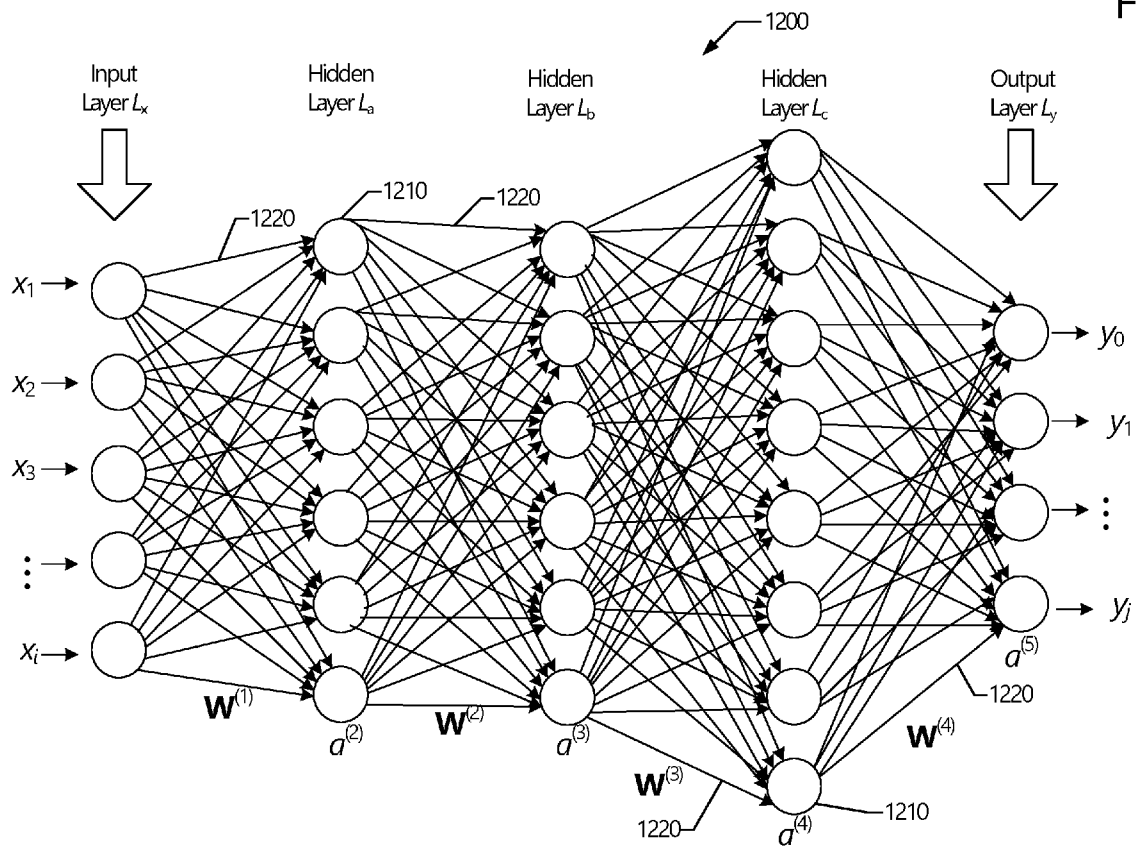 F
1200
Input
Layer Lx
Hidden
Layer La
Hidden
Layer Lb
Hidden
Layer Lc
Output
Layer Ly
1210
1220
1220
x1
x2
x3
⋮
xi
y0
y1
⋮
yj
a(5)
1220
W(1)
W(2)
W(3)
W(4)
a(2)
a(3)
1220
1210
a(4)